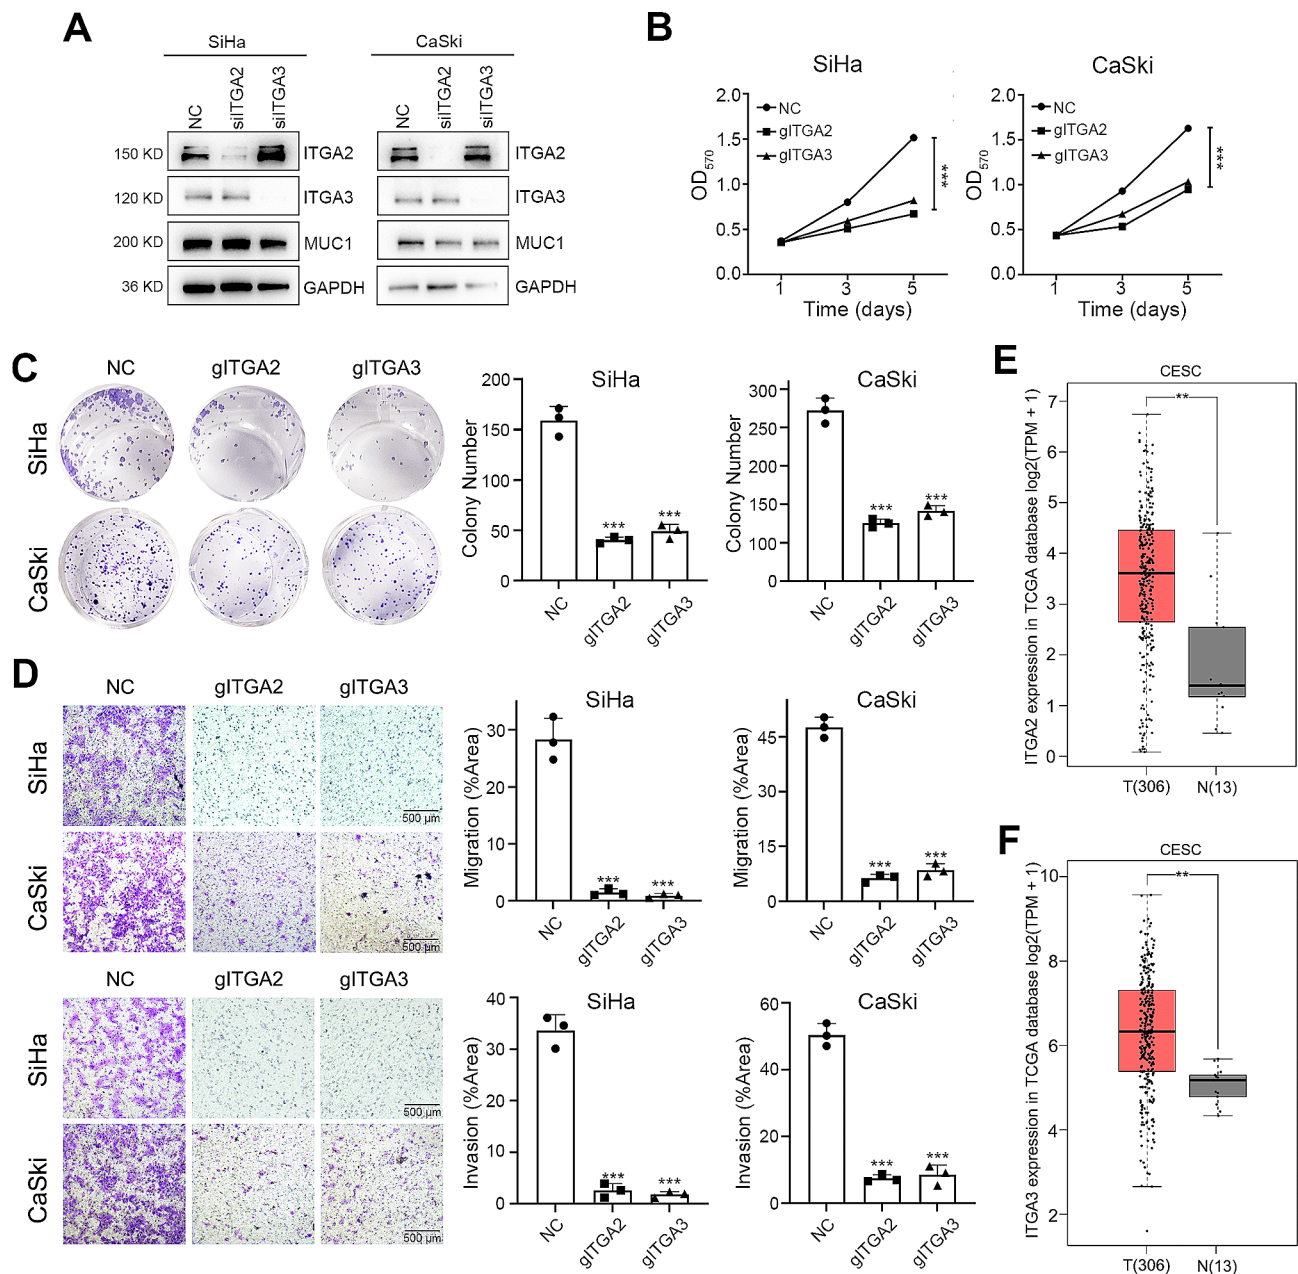 A
SiHa
CaSki
NC
siITGA2
siITGA3
NC
siITGA2
siITGA3
150 KD
ITGA2
ITGA2
120 KD
ITGA3
ITGA3
200 KD
MUC1
MUC1
36 KD
GAPDH
GAPDH
B
SiHa
OD570
2.0
1.5
1.0
0.5
0.0
NC
gITGA2
gITGA3
***
1 3 5
Time (days)
CaSki
OD570
2.0
1.5
1.0
0.5
0.0
NC
gITGA2
gITGA3
***
1 3 5
Time (days)
C
NC gITGA2 gITGA3
SiHa
CaSki
SiHa
Colony Number
200
150
100
50
0
*** ***
NC gITGA2 gITGA3
CaSki
Colony Number
300
250
200
150
100
0
*** ***
NC gITGA2 gITGA3
D
NC gITGA2 gITGA3
SiHa
500 μm
CaSki
500 μm
SiHa
Migration (%Area)
30
20
10
0
*** ***
NC gITGA2 gITGA3
CaSki
Migration (%Area)
45
30
15
0
*** ***
NC gITGA2 gITGA3
NC gITGA2 gITGA3
SiHa
500 μm
CaSki
500 μm
SiHa
Invasion (%Area)
40
30
20
10
0
*** ***
NC gITGA2 gITGA3
CaSki
Invasion (%Area)
60
40
20
0
*** ***
NC gITGA2 gITGA3
E
CESC
**
ITGA2 expression in TCGA database log2(TPM + 1)
7
6
5
4
3
2
1
0
T(306) N(13)
F
CESC
**
ITGA3 expression in TCGA database log2(TPM + 1)
10
8
6
4
2
T(306) N(13)